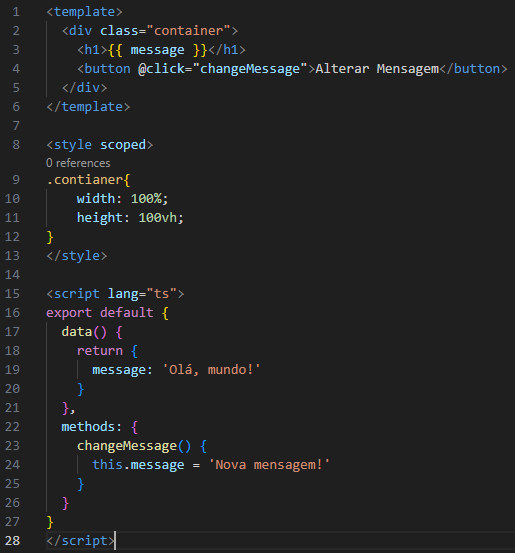 1 <template>
2   <div class="container">
3     <h1>{{ message }}</h1>
4     <button @click="changeMessage">Alterar Mensagem</button>
5   </div>
6 </template>
7
8 <style scoped>
0 references
9 .contianer{
10     width: 100%;
11     height: 100vh;
12 }
13 </style>
14
15 <script lang="ts">
16 export default {
17   data() {
18     return {
19       message: 'Olá, mundo!'
20     }
21   },
22   methods: {
23     changeMessage() {
24       this.message = 'Nova mensagem!'
25     }
26   }
27 }
28 </script>